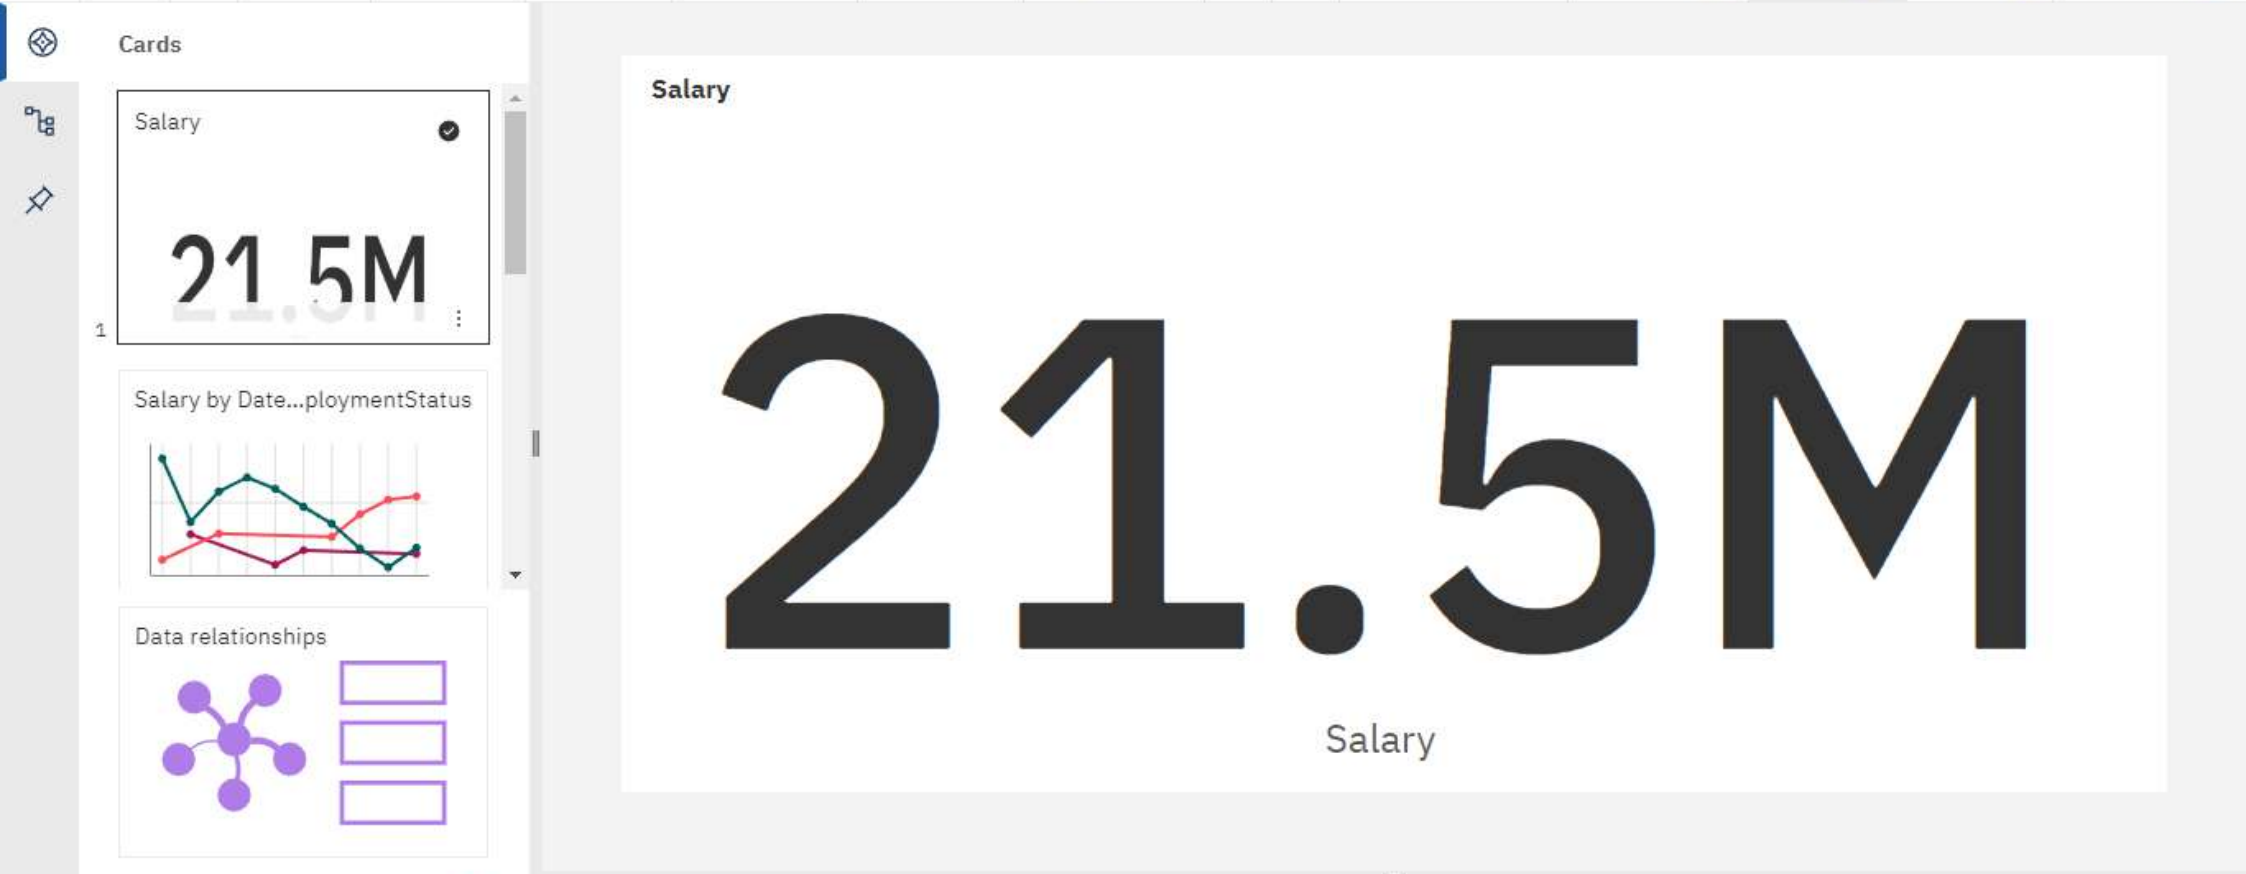 Cards
Salary
21.5M
1
Salary by Date...ploymentStatus
Data relationships
Salary
21.5M
Salary